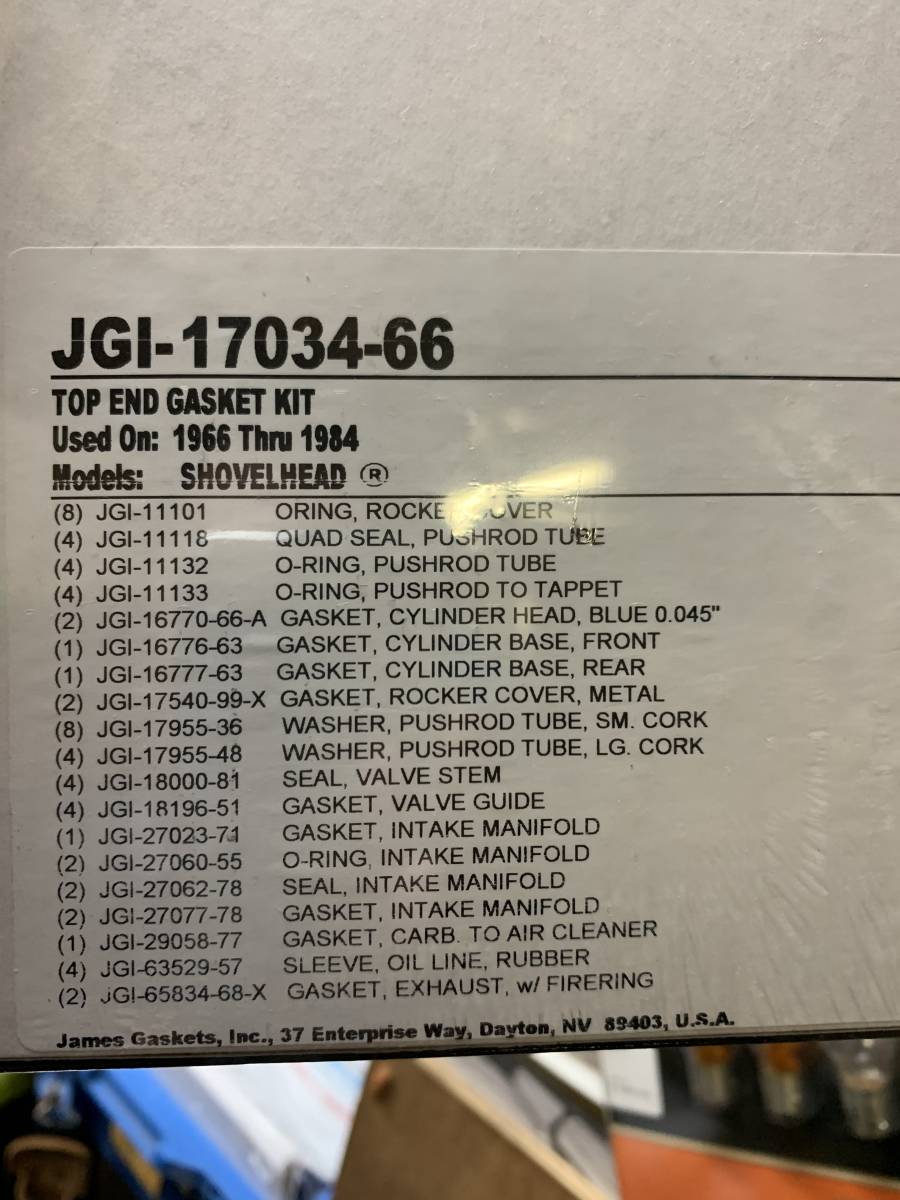 JGI-17034-66
TOP END GASKET KIT
Used On: 1966 Thru 1984
Models: SHOVELHEAD ®
(8) JGI-11101 ORING, ROCKE OVER
(4) JGI-11118 QUAD SEAL, PUSHROD TUBE
(4) JGI-11132 O-RING, PUSHROD TUBE
(4) JGI-11133 O-RING, PUSHROD TO TAPPET
(2) JGI-16770-66-A GASKET, CYLINDER HEAD, BLUE 0.045"
(1) JGI-16776-63 GASKET, CYLINDER BASE, FRONT
(1) JGI-16777-63 GASKET, CYLINDER BASE, REAR
(2) JGI-17540-99-X GASKET, ROCKER COVER, METAL
(8) JGI-17955-36 WASHER, PUSHROD TUBE, SM. CORK
(4) JGI-17955-48 WASHER, PUSHROD TUBE, LG. CORK
(4) JGI-18000-81 SEAL, VALVE STEM
(4) JGI-18196-51 GASKET, VALVE GUIDE
(1) JGI-27023-71 GASKET, INTAKE MANIFOLD
(2) JGI-27060-55 O-RING, INTAKE MANIFOLD
(2) JGI-27062-78 SEAL, INTAKE MANIFOLD
(2) JGI-27077-78 GASKET, INTAKE MANIFOLD
(1) JGI-29058-77 GASKET, CARB. TO AIR CLEANER
(4) JGI-63529-57 SLEEVE, OIL LINE, RUBBER
(2) JGI-65834-68-X GASKET, EXHAUST, w/ FIRERING
James Gaskets, Inc., 37 Enterprise Way, Dayton, NV 89403, U.S.A.